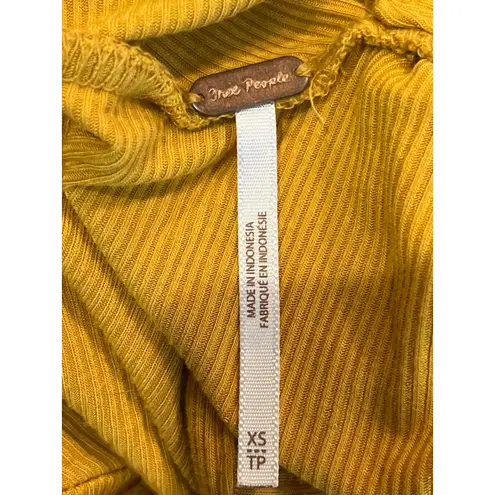 Free People
MADE IN INDONESIA
FABRIQUÉ EN INDONÉSIE
XS
TP